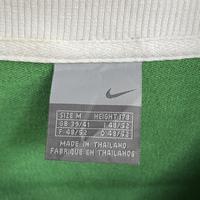 SIZE M HEIGHT 178
GB 39/41 I 48/52
F 48/52 D 48/52
MADE IN THAILAND
FABRIQUE EN THAILANDE